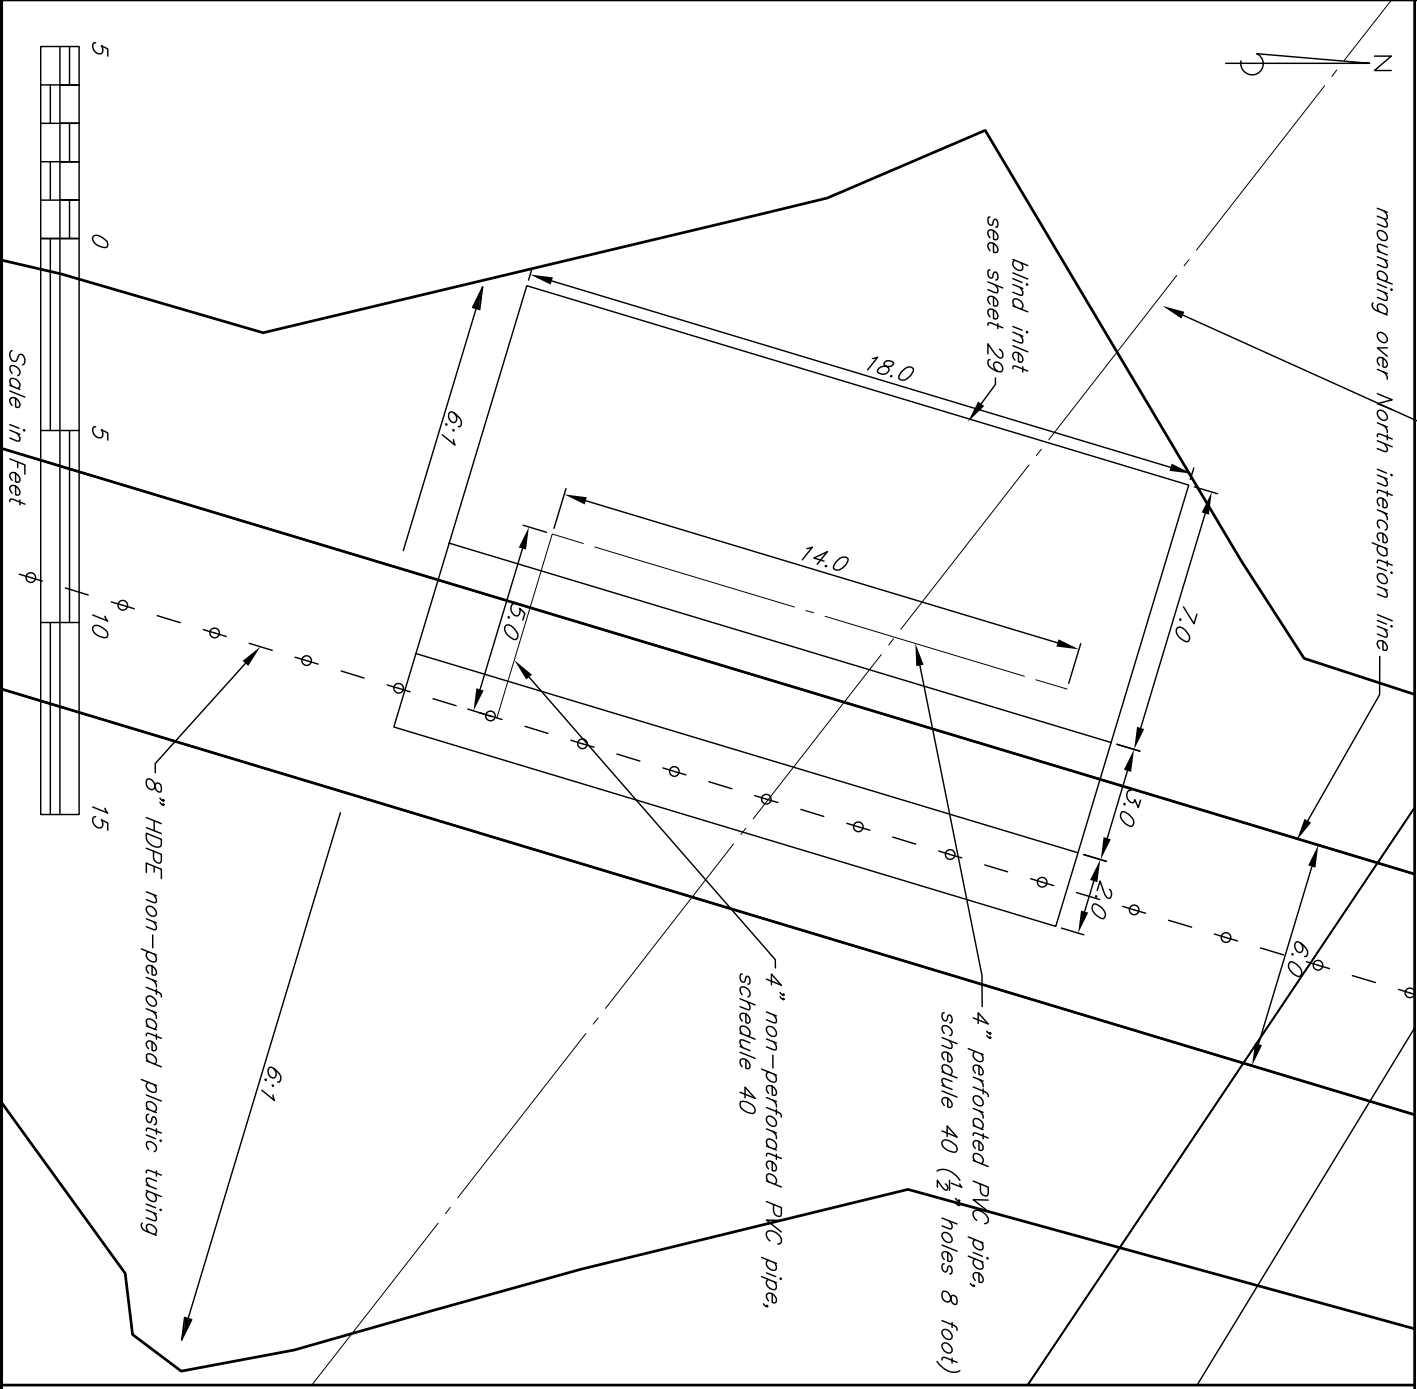 N
mounding over North interception line
blind inlet
see sheet 29
18.0
14.0
7.0
3.0
2.0
6.0
5.0
6:1
4" perforated PVC pipe,
schedule 40 (1/2" holes 8 foot)
4" non-perforated PVC pipe,
schedule 40
8" HDPE non-perforated plastic tubing
6:1
5 0 5 10 15
Scale in Feet